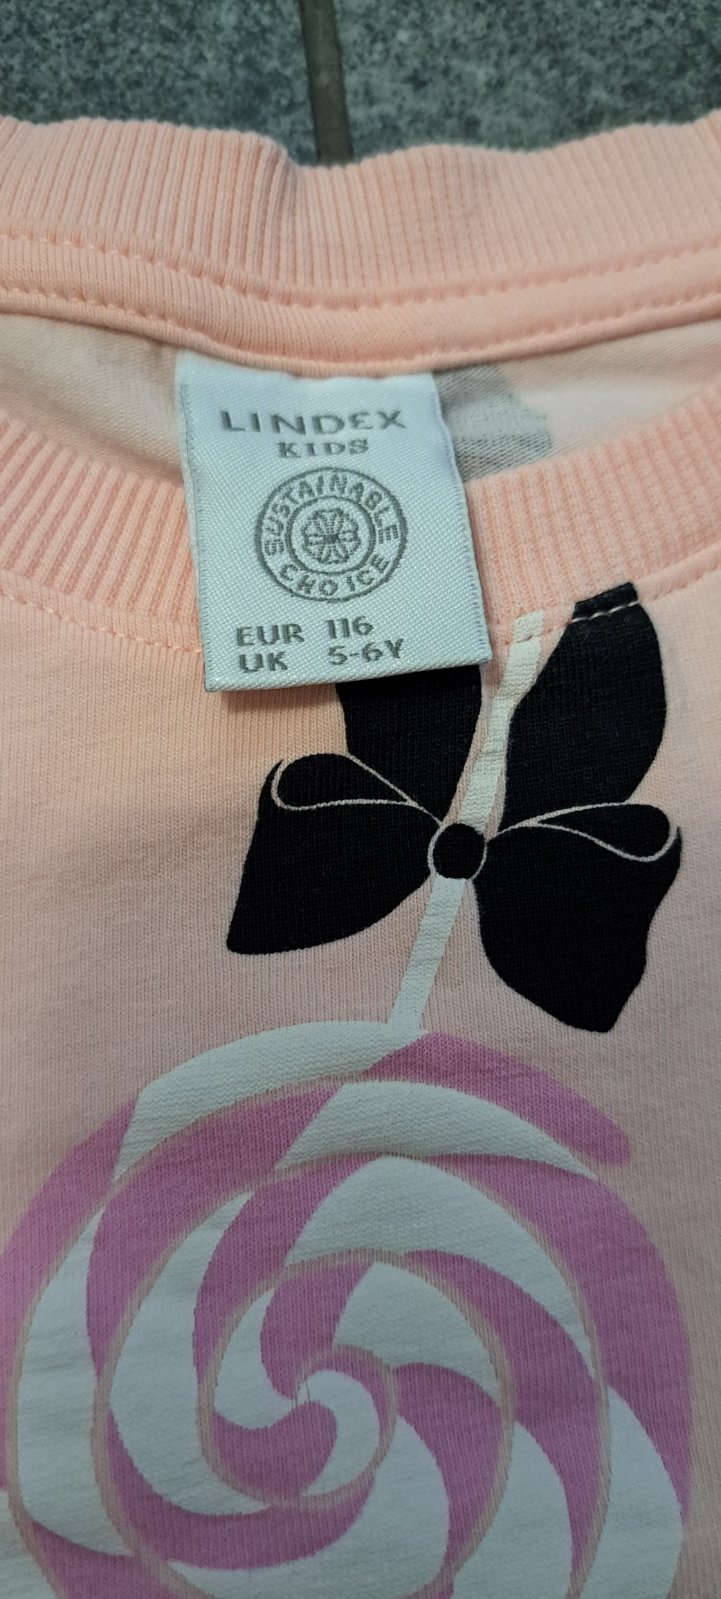 LINDEX
KIDS
SUSTAINABLE
CHOICE
EUR 116
UK 5-6Y